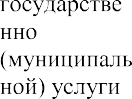 государстве
нно
(муниципаль
ной) услуги